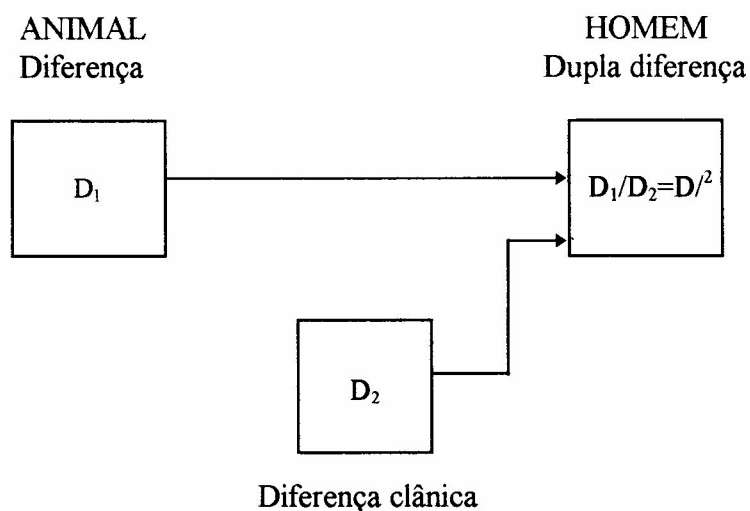 ANIMAL
Diferença
HOMEM
Dupla diferença
D₁
D₁/D₂=D/²
D₂
Diferença clânica